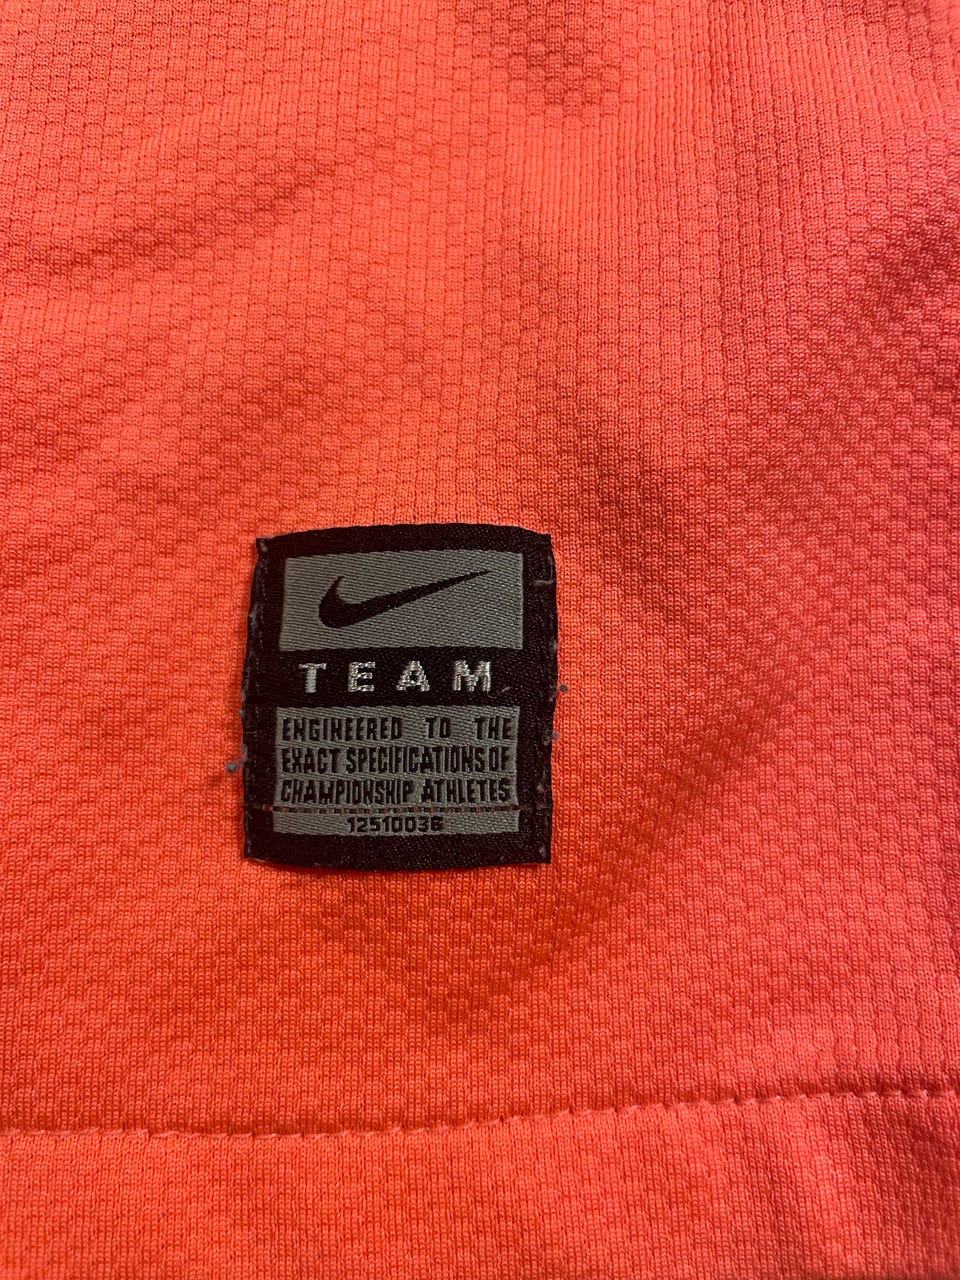 TEAM
ENGINEERED TO THE
EXACT SPECIFICATIONS OF
CHAMPIONSHIP ATHLETES
12510036